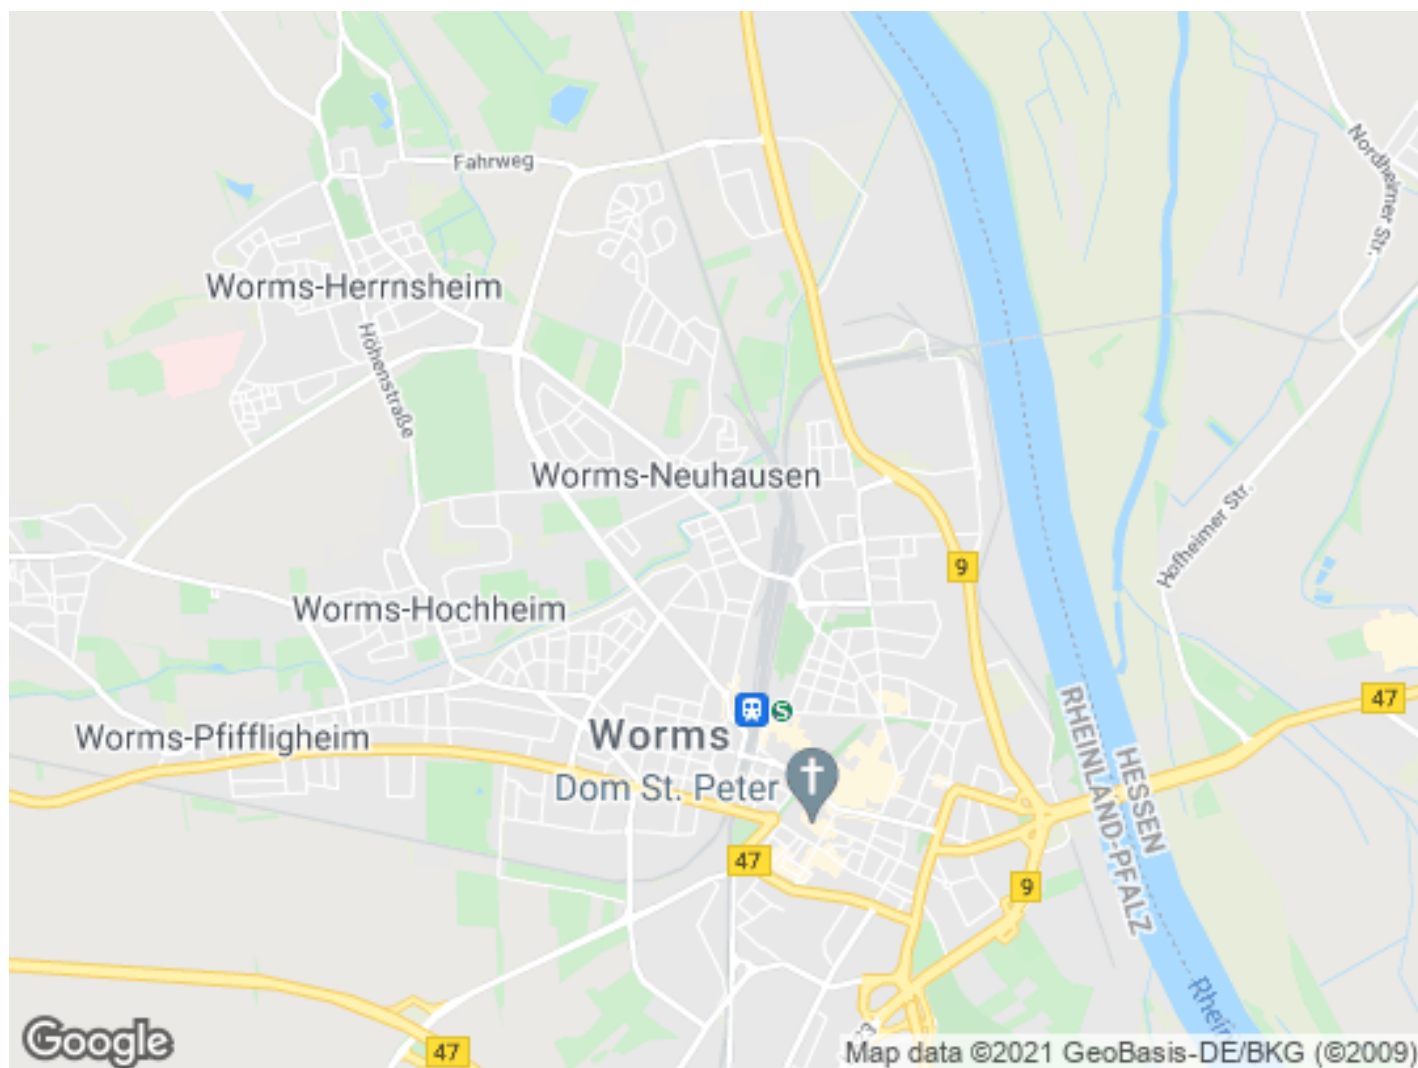 Nordheimer Str.
Fahrweg
Worms-Herrnsheim
Höhenstraße
Worms-Neuhausen
Hofheimer Str.
9
Worms-Hochheim
47
S
Worms
Worms-Pfiffligheim
HESSEN
RHEINLAND-PFALZ
Dom St. Peter
47
9
Rhein
Google
47
Map data ©2021 GeoBasis-DE/BKG (©2009)